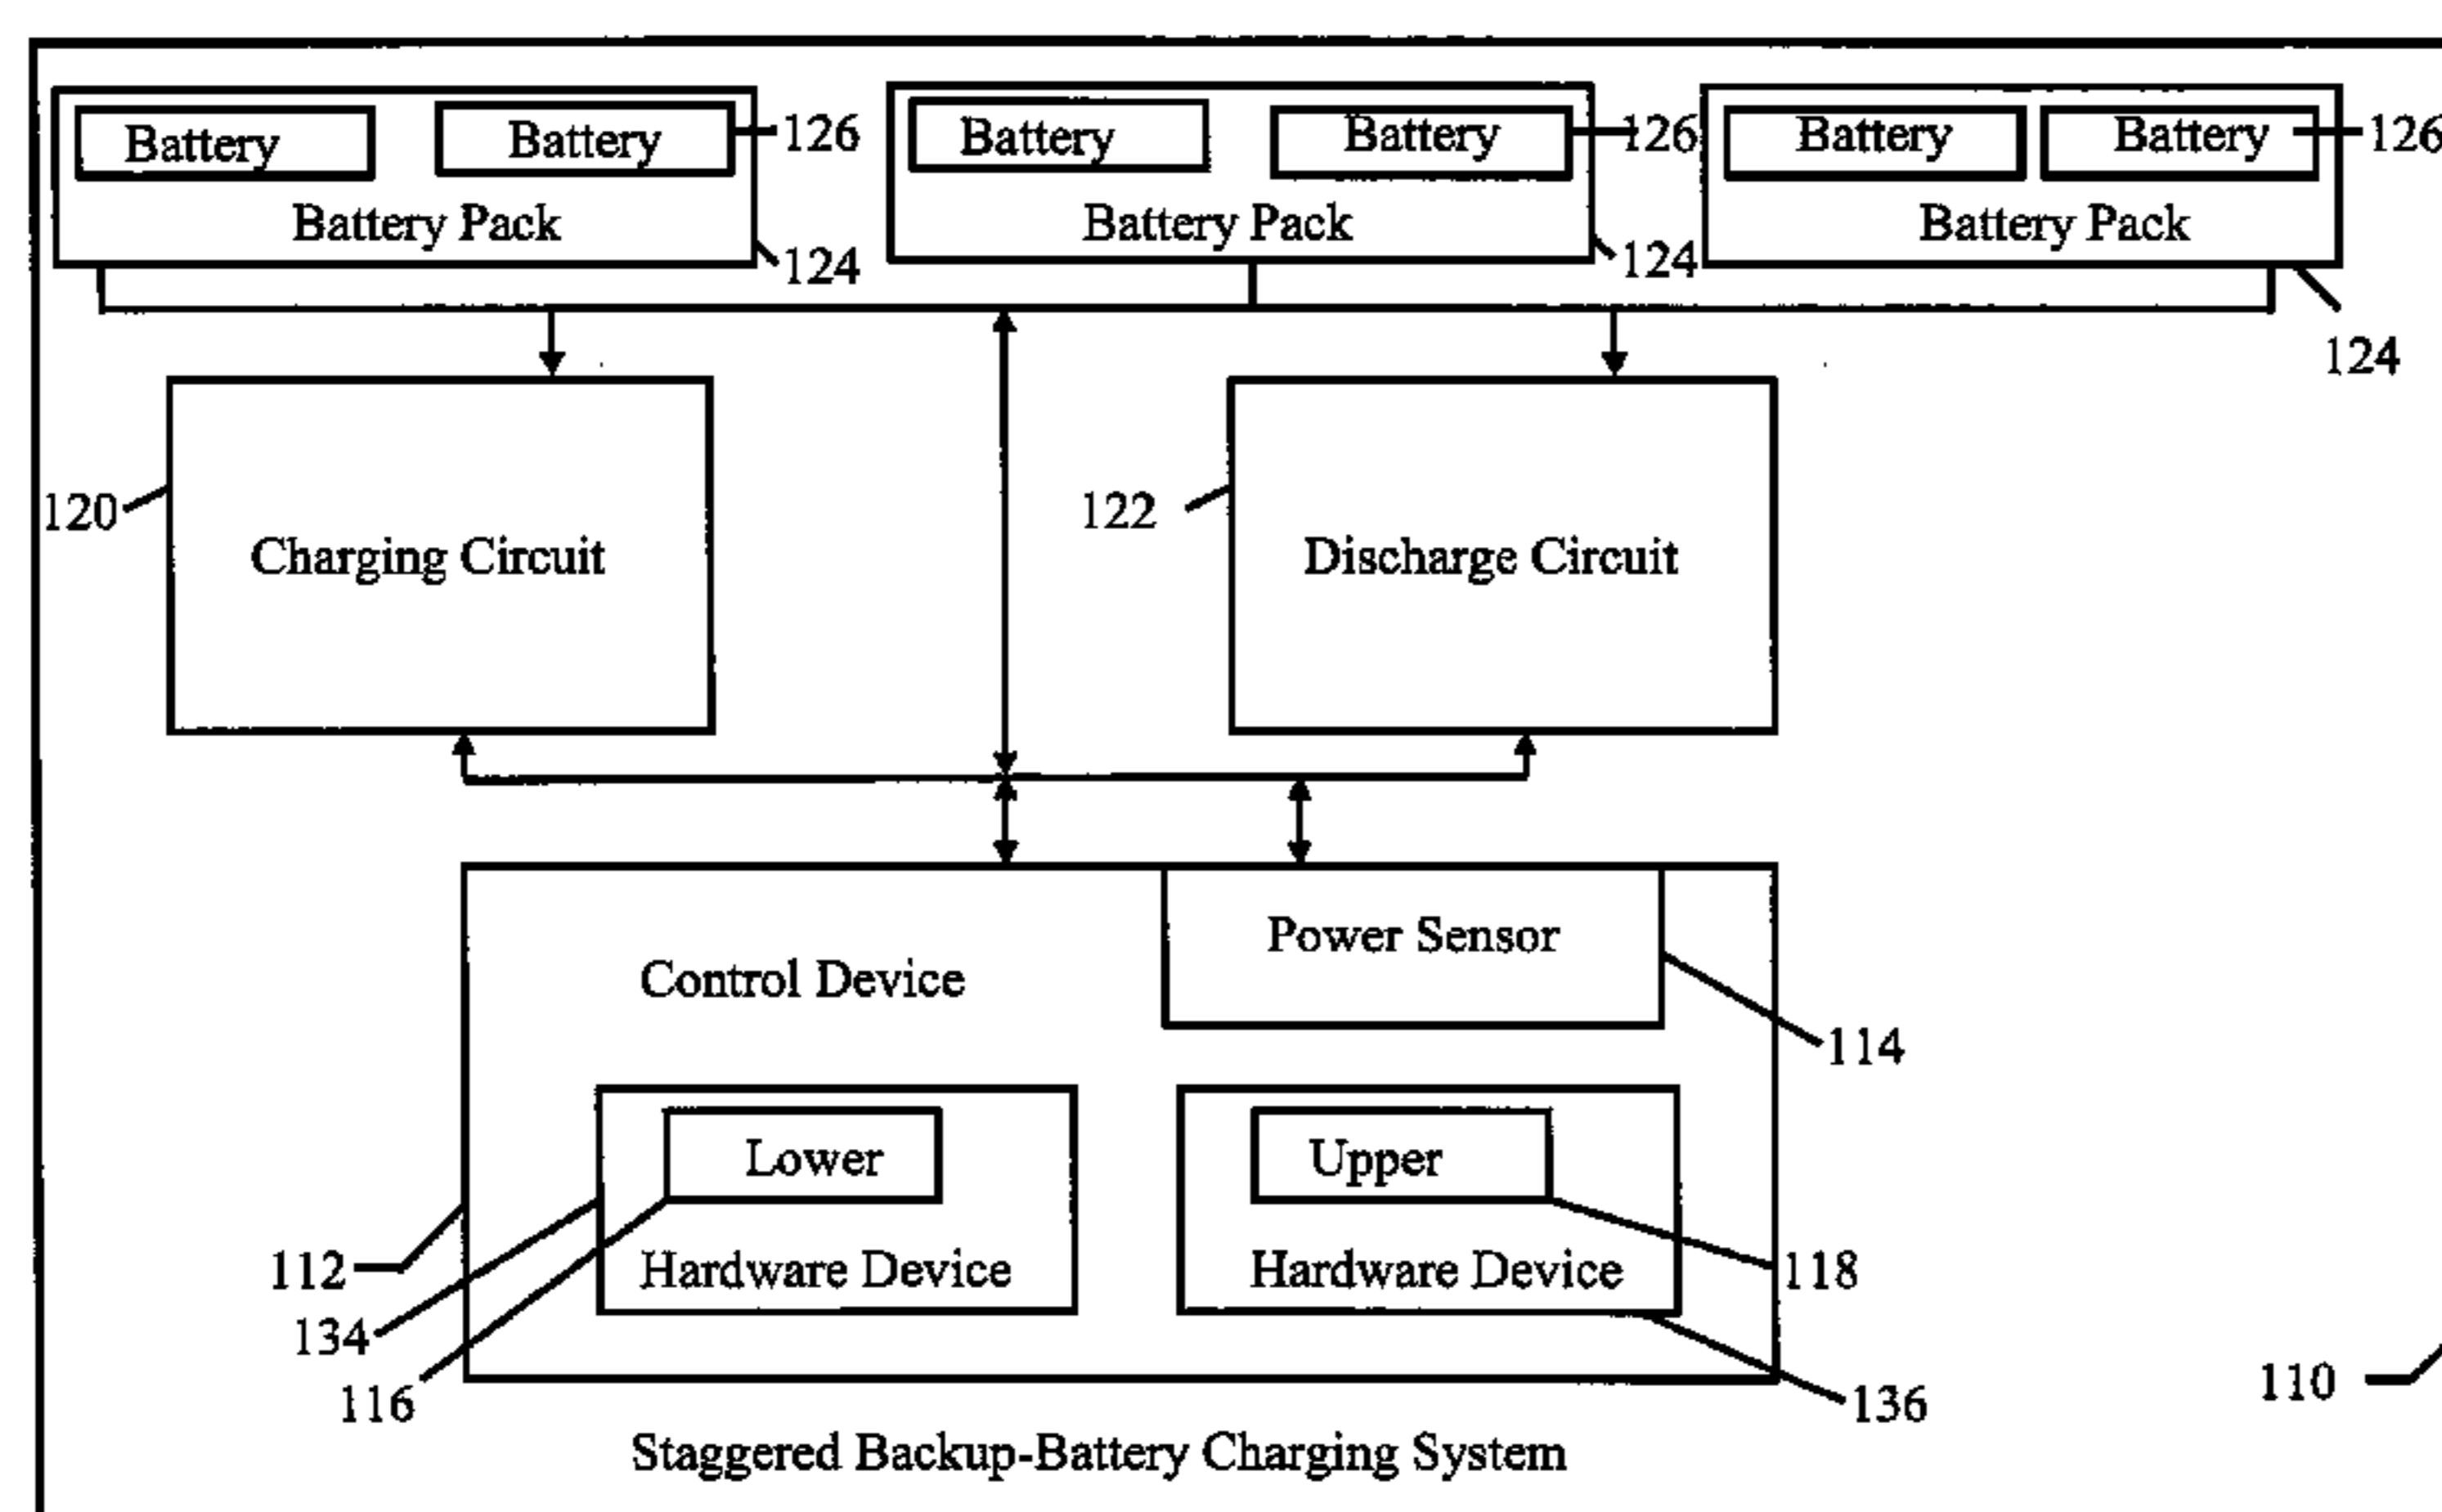 Battery
Battery
126
Battery Pack
124
Battery
Battery
126
Battery Pack
124
Battery
Battery
126
Battery Pack
124
120
Charging Circuit
122
Discharge Circuit
Control Device
Power Sensor
114
Lower
Hardware Device
Upper
Hardware Device
112
134
116
118
136
110
Staggered Backup-Battery Charging System